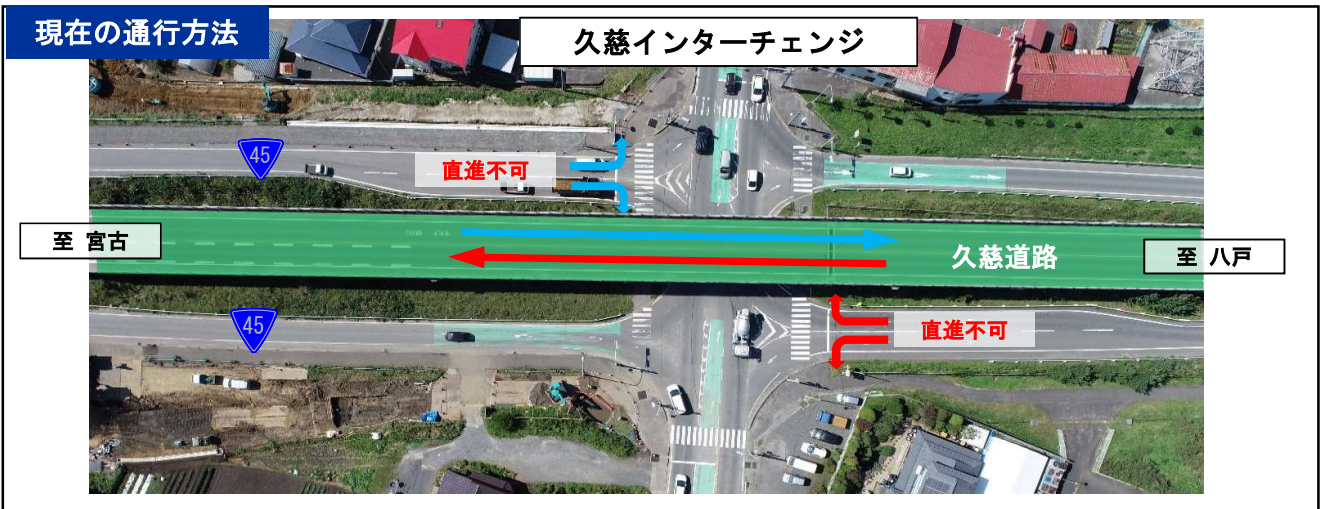 現在の通行方法
久慈インターチェンジ
45
直進不可
至 宮古
久慈道路
至 八戸
45
直進不可